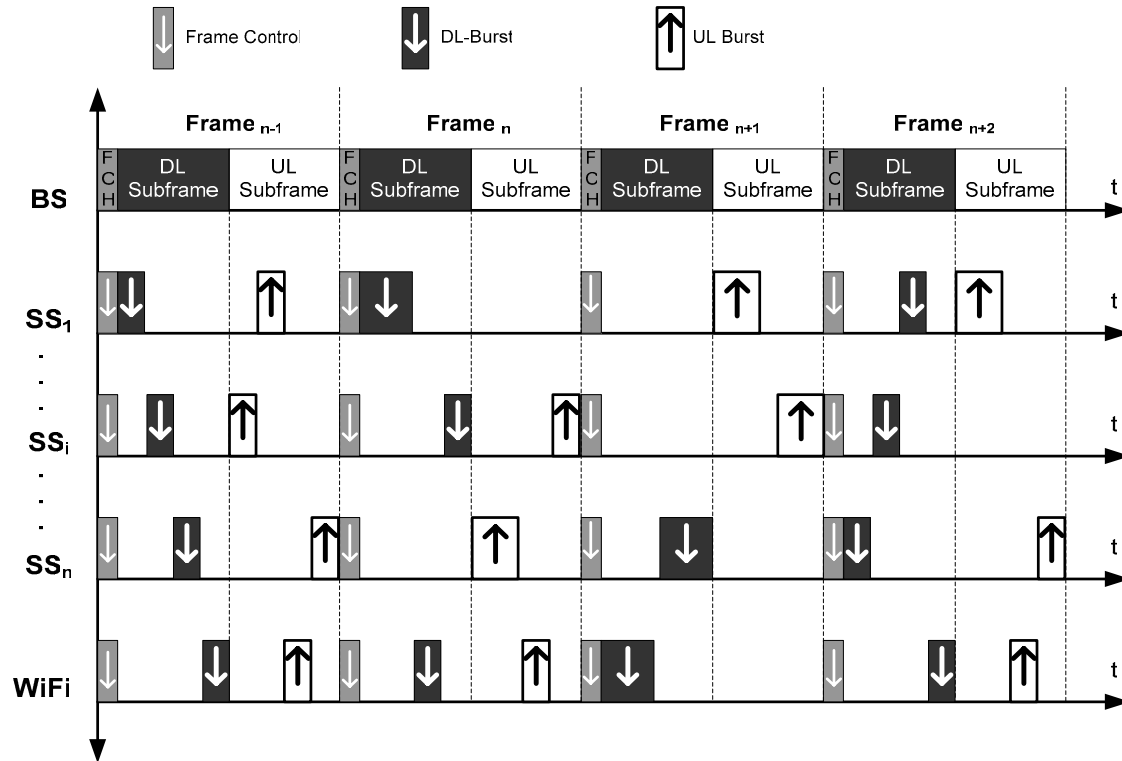 Frame Control
DL-Burst
UL Burst
Frame n-1
Frame n
Frame n+1
Frame n+2
BS
F
C
H
DL
Subframe
UL
Subframe
F
C
H
DL
Subframe
UL
Subframe
F
C
H
DL
Subframe
UL
Subframe
F
C
H
DL
Subframe
UL
Subframe
t
SS1
t
SSi
t
SSn
t
WiFi
t